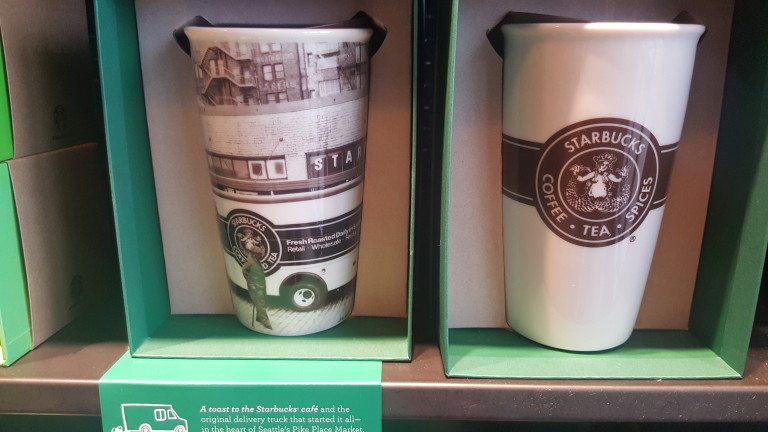 STAR
STARBUCKS
TEA
Fresh Roasted Daily
Retail · Wholesale
STARBUCKS
COFFEE · TEA · SPICES
®
A toast to the Starbucks® café and the
original delivery truck that started it all—
in the heart of Seattle's Pike Place Market.